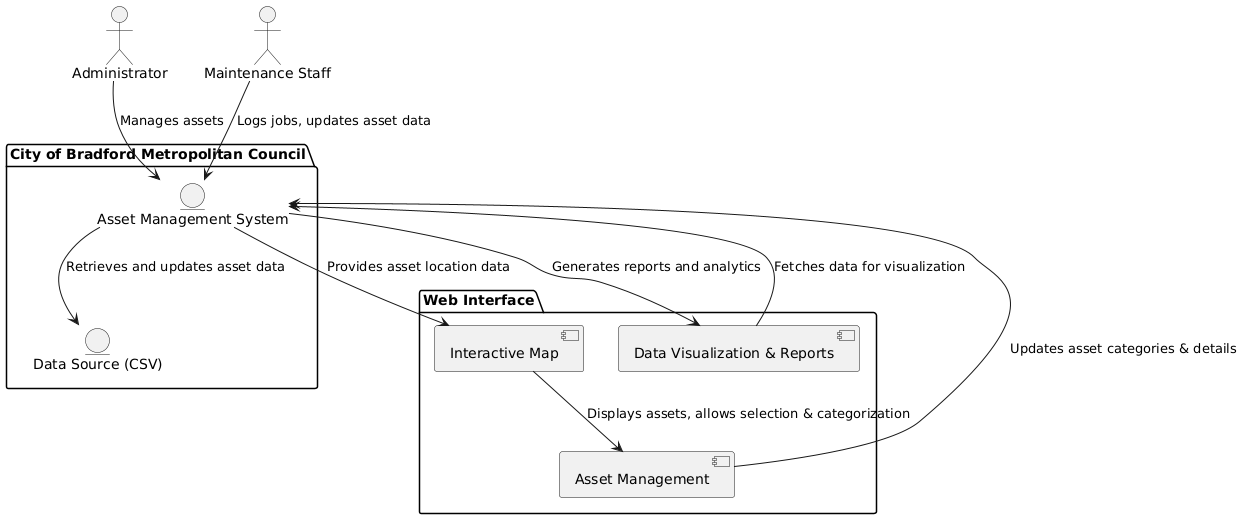 Administrator
Maintenance Staff
Manages assets
Logs jobs, updates asset data
City of Bradford Metropolitan Council
Asset Management System
Retrieves and updates asset data
Provides asset location data
Generates reports and analytics
Fetches data for visualization
Web Interface
Interactive Map
Data Visualization & Reports
Updates asset categories & details
Data Source (CSV)
Displays assets, allows selection & categorization
Asset Management